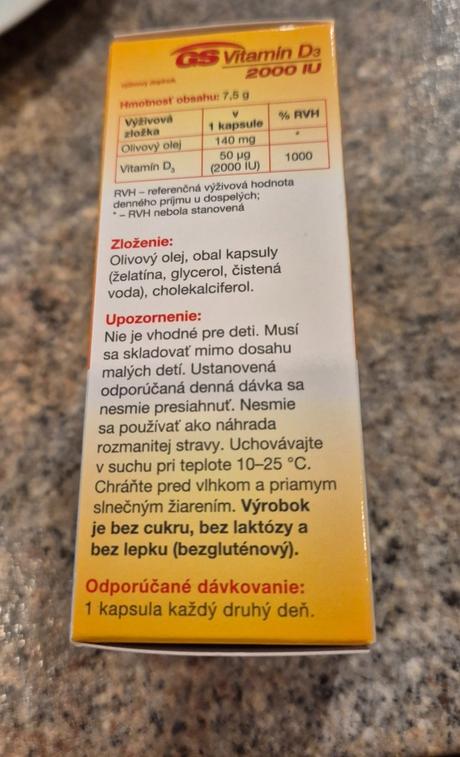 GS Vitamín D3
2000 IU
výživový doplnok
Hmotnosť obsahu: 7,5 g
Výživová zložka | v 1 kapsule | % RVH
Olivový olej | 140 mg | *
Vitamín D3 | 50 µg (2000 IU) | 1000
RVH – referenčná výživová hodnota
denného príjmu u dospelých;
* – RVH nebola stanovená
Zloženie:
Olivový olej, obal kapsuly
(želatína, glycerol, čistená
voda), cholekalciferol.
Upozornenie:
Nie je vhodné pre deti. Musí
sa skladovať mimo dosahu
malých detí. Ustanovená
odporúčaná denná dávka sa
nesmie presiahnuť. Nesmie
sa používať ako náhrada
rozmanitej stravy. Uchovávajte
v suchu pri teplote 10–25 °C.
Chráňte pred vlhkom a priamym
slnečným žiarením. Výrobok
je bez cukru, bez laktózy a
bez lepku (bezgluténový).
Odporúčané dávkovanie:
1 kapsula každý druhý deň.